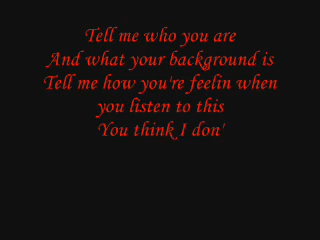 Tell me who you are
And what your background is
Tell me how you're feelin when
you listen to this
You think I don'